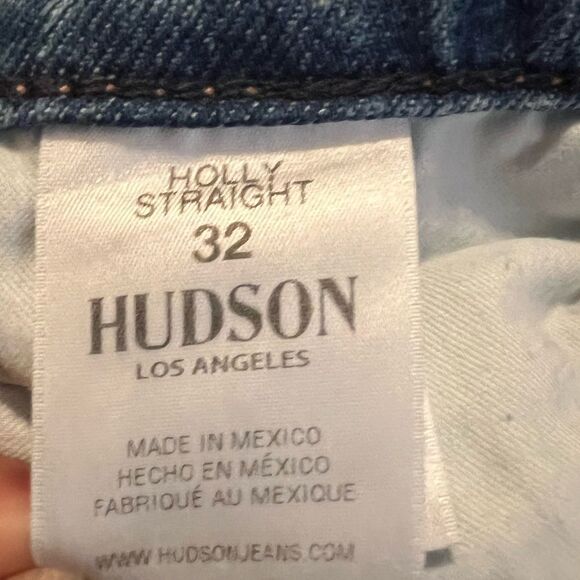 HOLLY
STRAIGHT
32
HUDSON
LOS ANGELES
MADE IN MEXICO
HECHO EN MÉXICO
FABRIQUÉ AU MEXIQUE
WWW.HUDSONJEANS.COM